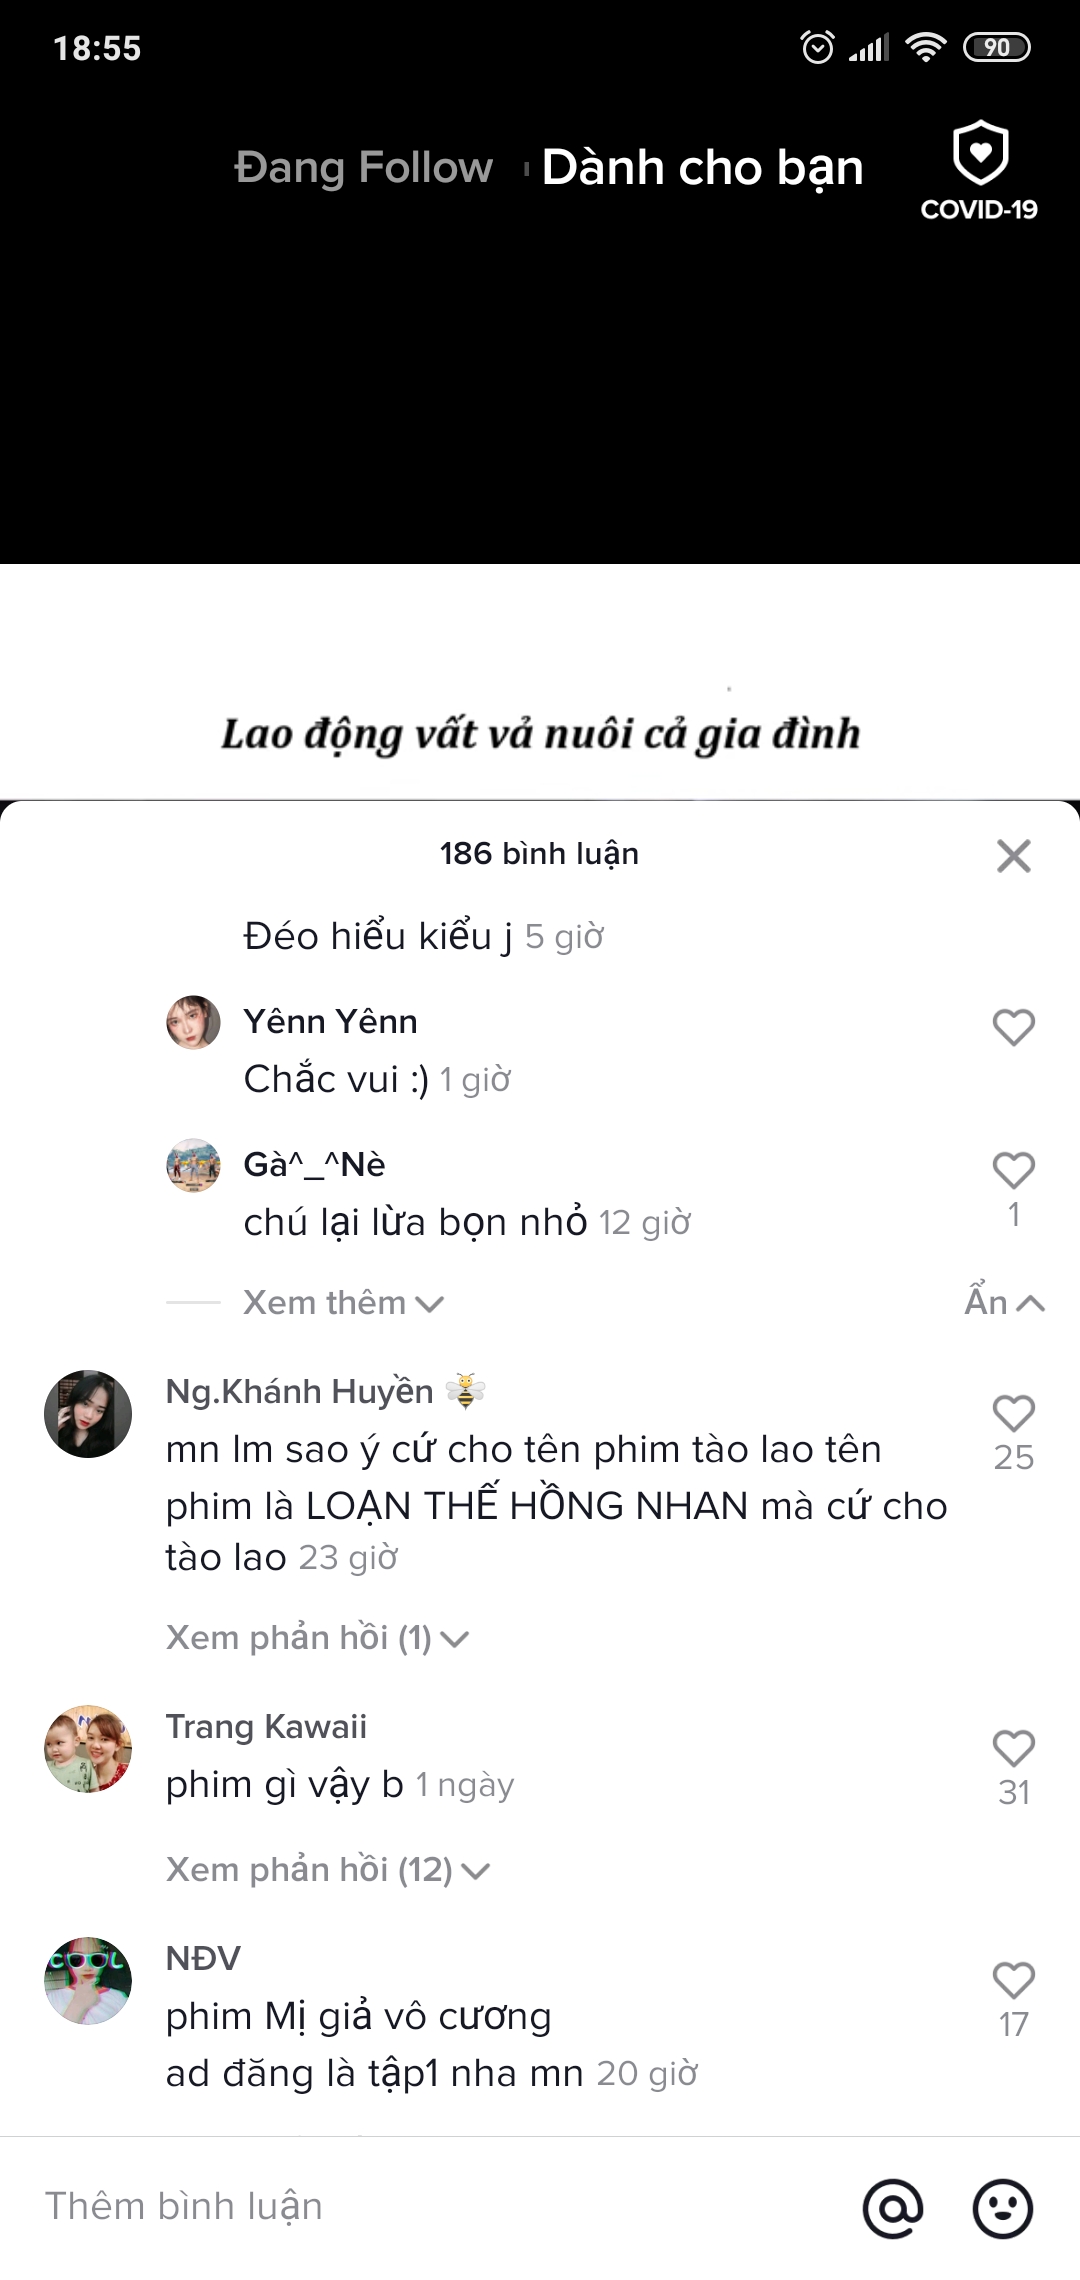 18:55
90
Đang Follow
Dành cho bạn
COVID-19
Lao động vất vả nuôi cả gia đình
186 bình luận
Đéo hiểu kiểu j 5 giờ
Yênn Yênn
Chắc vui :) 1 giờ
Gà^_^Nè
chú lại lừa bọn nhỏ 12 giờ
1
Xem thêm
Ẩn
Ng.Khánh Huyền 🐝
mn lm sao ý cứ cho tên phim tào lao tên
phim là LOẠN THẾ HỒNG NHAN mà cứ cho
tào lao 23 giờ
25
Xem phản hồi (1)
Trang Kawaii
phim gì vậy b 1 ngày
31
Xem phản hồi (12)
COOL
NĐV
phim Mị giả vô cương
ad đăng là tập1 nha mn 20 giờ
17
Thêm bình luận
@